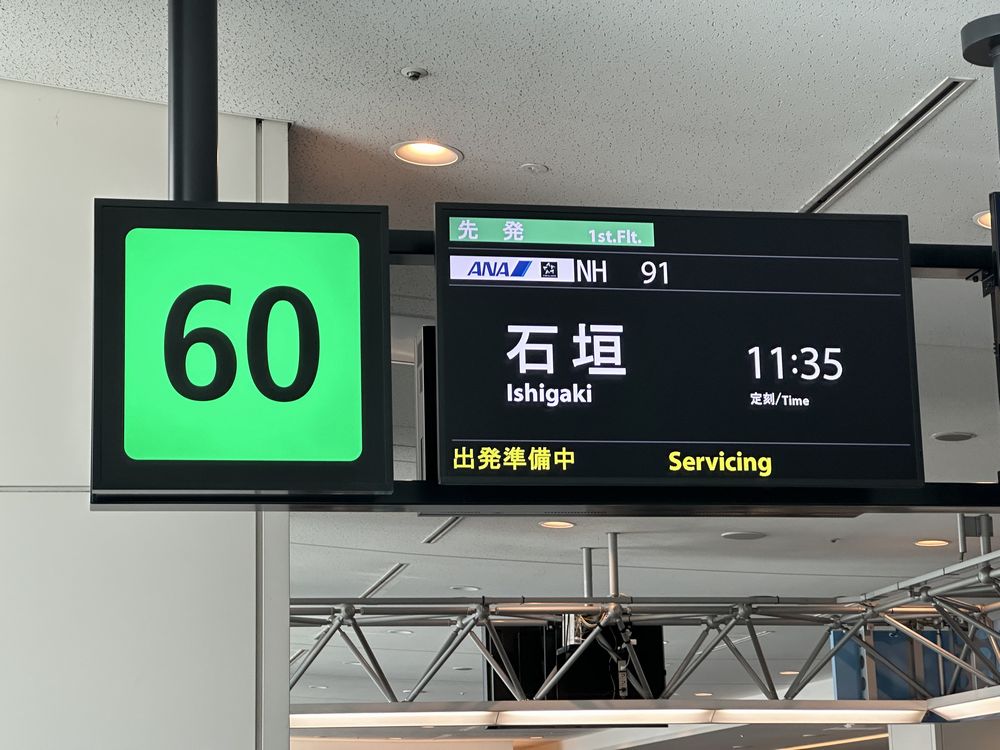 60
先発 1st.Flt.
ANA NH 91
石垣 11:35
Ishigaki 定刻/Time
出発準備中 Servicing